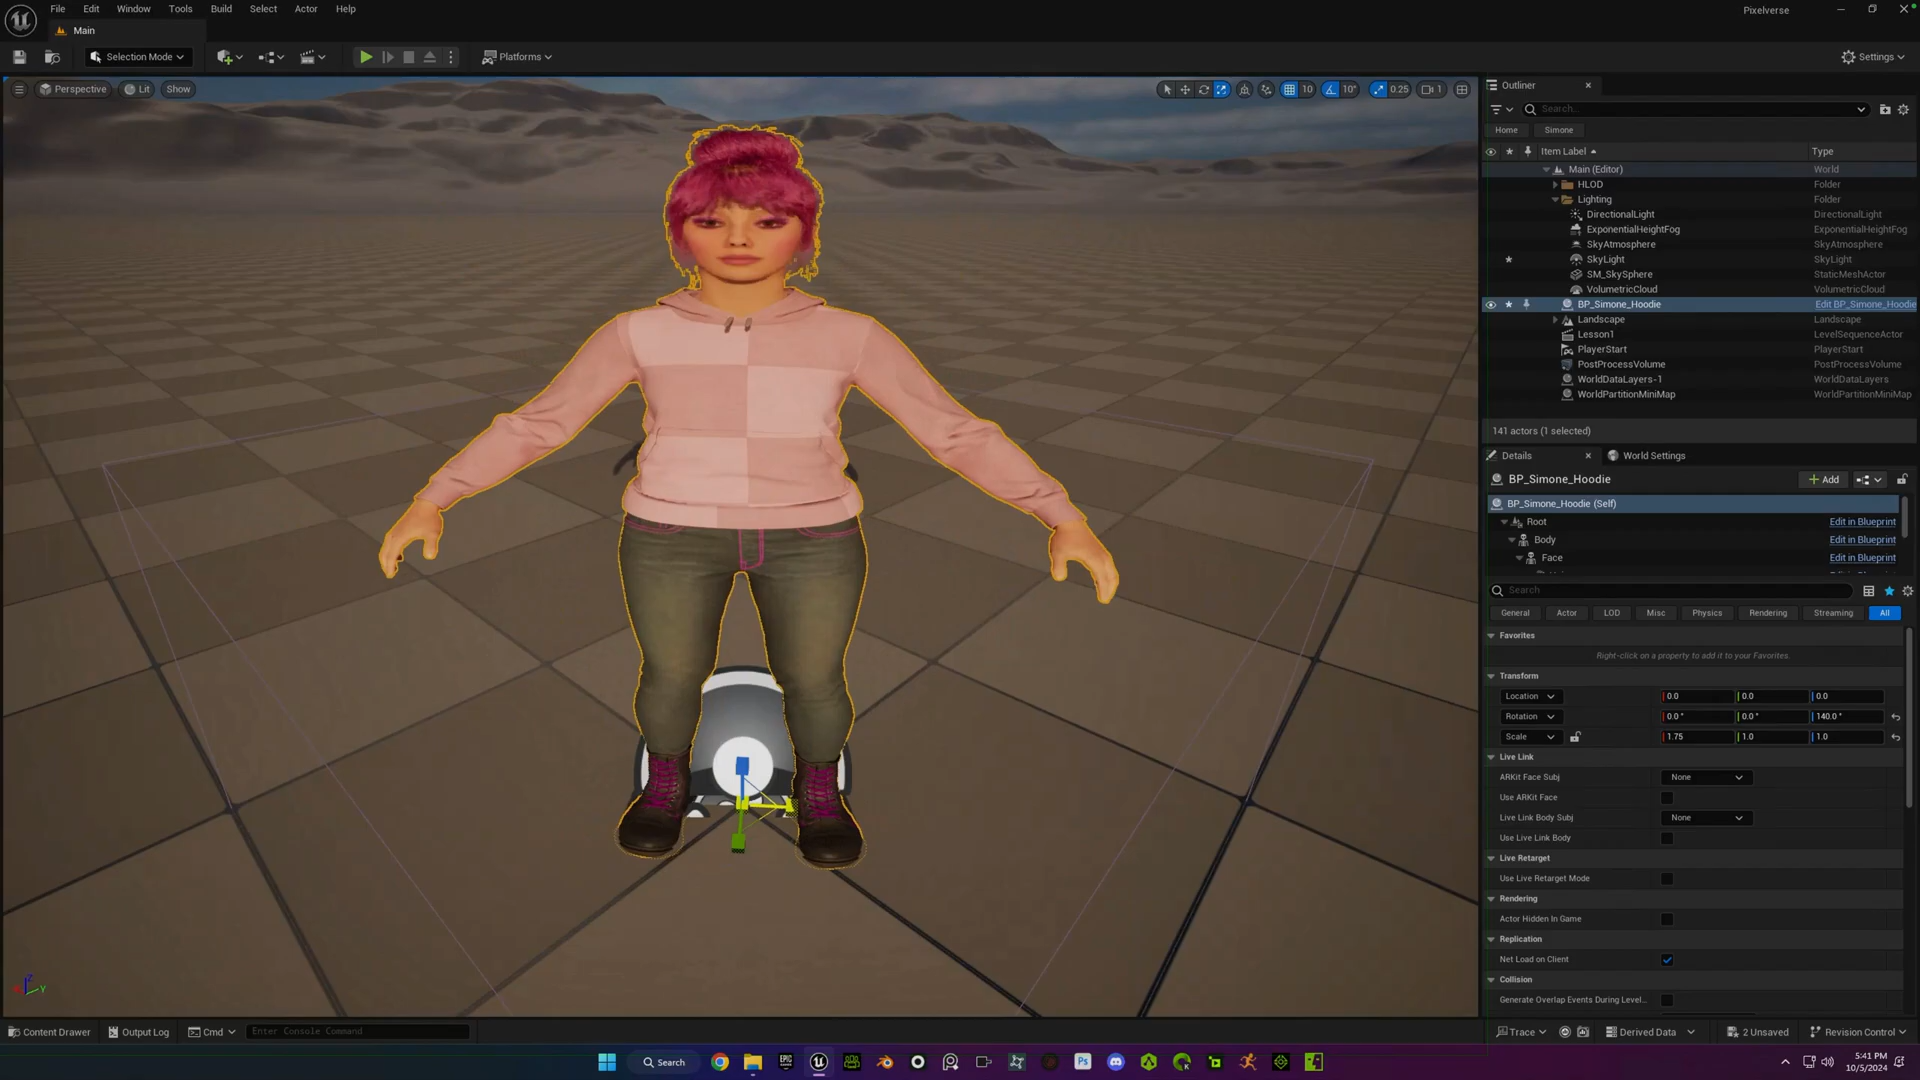 File Edit Window Tools Build Select Actor Help
Pixelverse
Main
Selection Mode
Platforms
Settings
Perspective Lit Show
10 10° 0.25 1
Outliner
Search...
Home Simone
Item Label Type
Main (Editor) World
HLOD Folder
Lighting Folder
DirectionalLight DirectionalLight
ExponentialHeightFog ExponentialHeightFog
SkyAtmosphere SkyAtmosphere
SkyLight SkyLight
SM_SkySphere StaticMeshActor
VolumetricCloud VolumetricCloud
BP_Simone_Hoodie Edit BP_Simone_Hoodie
Landscape Landscape
Lesson1 LevelSequenceActor
PlayerStart PlayerStart
PostProcessVolume PostProcessVolume
WorldDataLayers-1 WorldDataLayers
WorldPartitionMiniMap WorldPartitionMiniMap
141 actors (1 selected)
Details World Settings
BP_Simone_Hoodie
Add
BP_Simone_Hoodie (Self)
Root Edit in Blueprint
Body Edit in Blueprint
Face Edit in Blueprint
Search
General Actor LOD Misc Physics Rendering Streaming All
Favorites
Right-click on a property to add it to your Favorites.
Transform
Location 0.0 0.0 0.0
Rotation 0.0 ° 0.0 ° 140.0 °
Scale 1.75 1.0 1.0
Live Link
ARKit Face Subj None
Use ARKit Face
Live Link Body Subj None
Use Live Link Body
Live Retarget
Use Live Retarget Mode
Rendering
Actor Hidden In Game
Replication
Net Load on Client
Collision
Generate Overlap Events During Level...
Z
Y
Content Drawer Output Log Cmd Enter Console Command
Trace Derived Data 2 Unsaved Revision Control
Search
EPIC
Ps
5:41 PM
10/5/2024